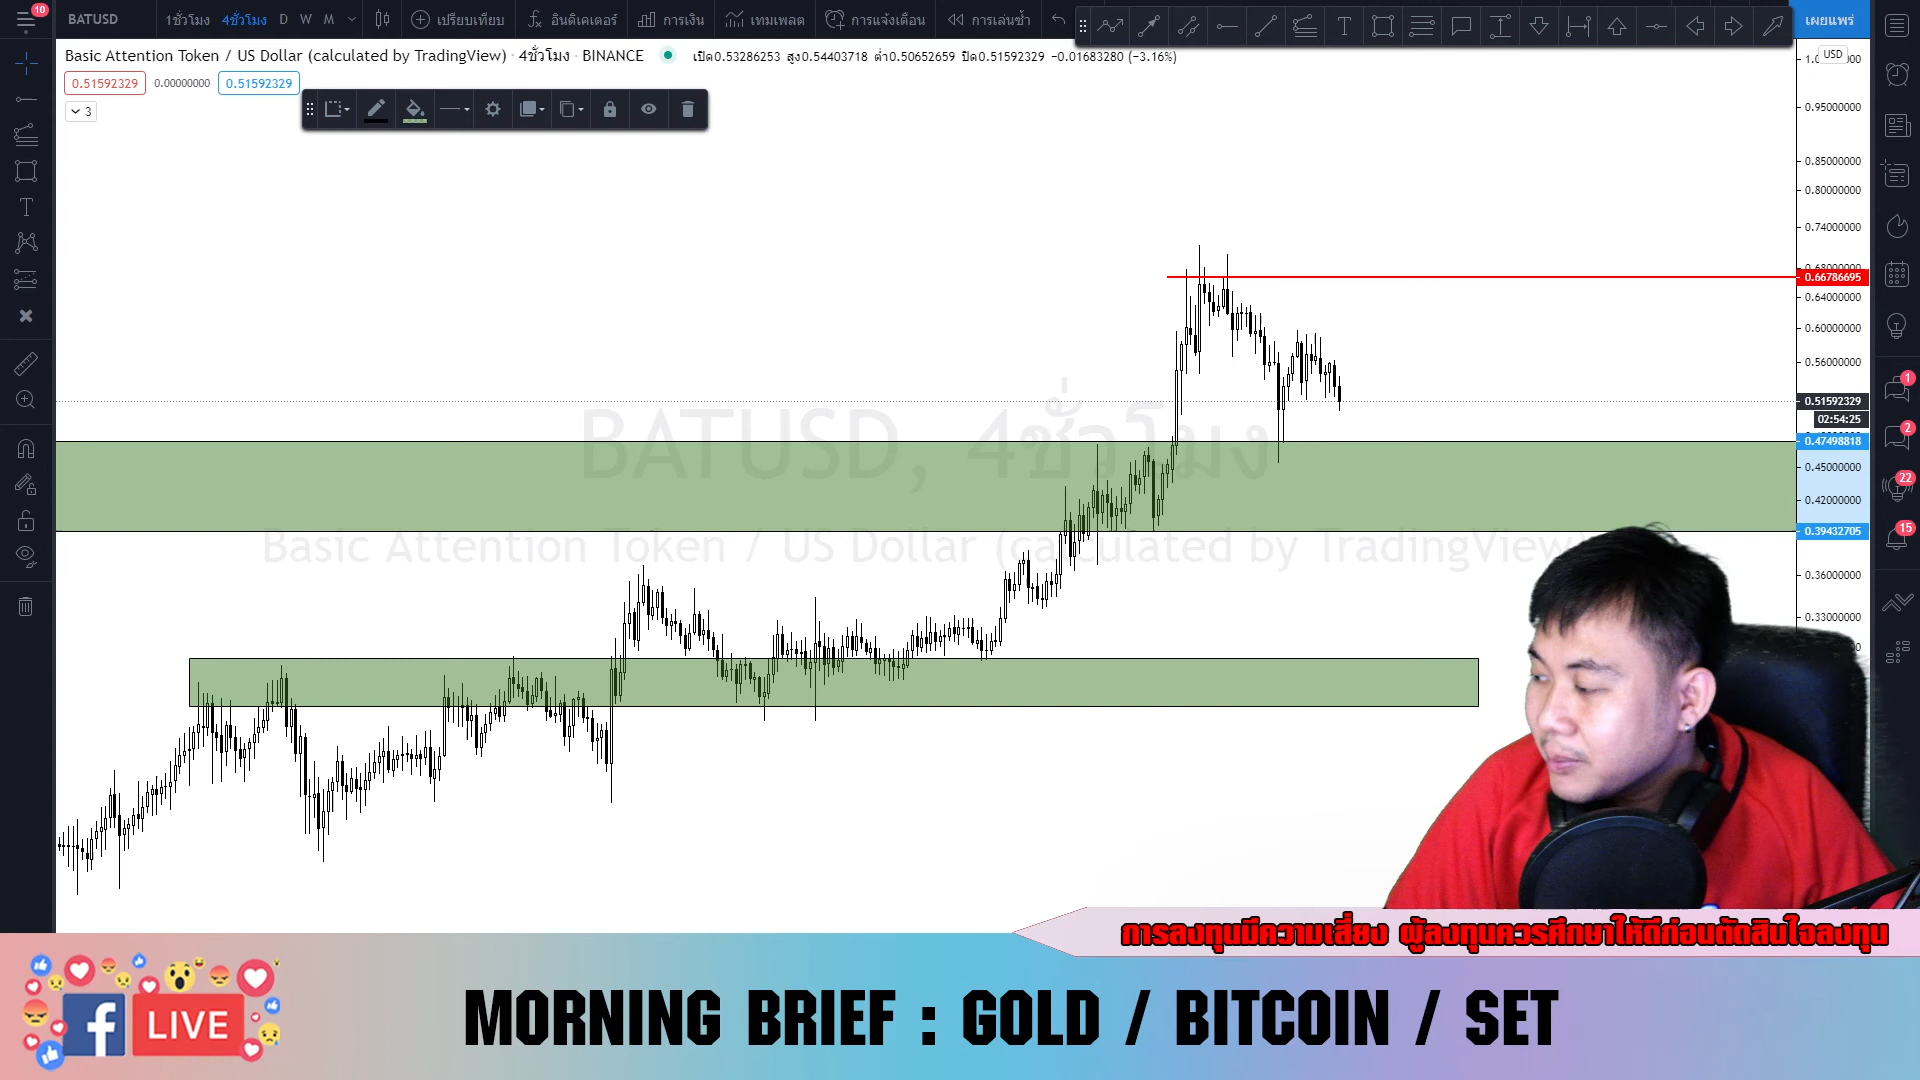 10
BATUSD
1ชั่วโมง
4ชั่วโมง
D
W
M
เปรียบเทียบ
อินดิเคเตอร์
การเงิน
เทมเพลต
การแจ้งเตือน
การเล่นซ้ำ
เผยแพร่
Basic Attention Token / US Dollar (calculated by TradingView) · 4ชั่วโมง · BINANCE
เปิด0.53286253 สูง0.54403718 ต่ำ0.50652659 ปิด0.51592329 −0.01683280 (−3.16%)
0.51592329
0.00000000
0.51592329
3
USD
0.95000000
0.85000000
0.80000000
0.74000000
0.66786695
0.64000000
0.60000000
0.56000000
0.51592329
02:54:25
0.47498818
0.45000000
0.42000000
0.39432705
0.36000000
0.33000000
1
2
22
15
BATUSD, 4ชั่วโมง
Basic Attention Token / US Dollar (calculated by TradingView)
การลงทุนมีความเสี่ยง ผู้ลงทุนควรศึกษาให้ดีก่อนตัดสินใจลงทุน
f LIVE
MORNING BRIEF : GOLD / BITCOIN / SET